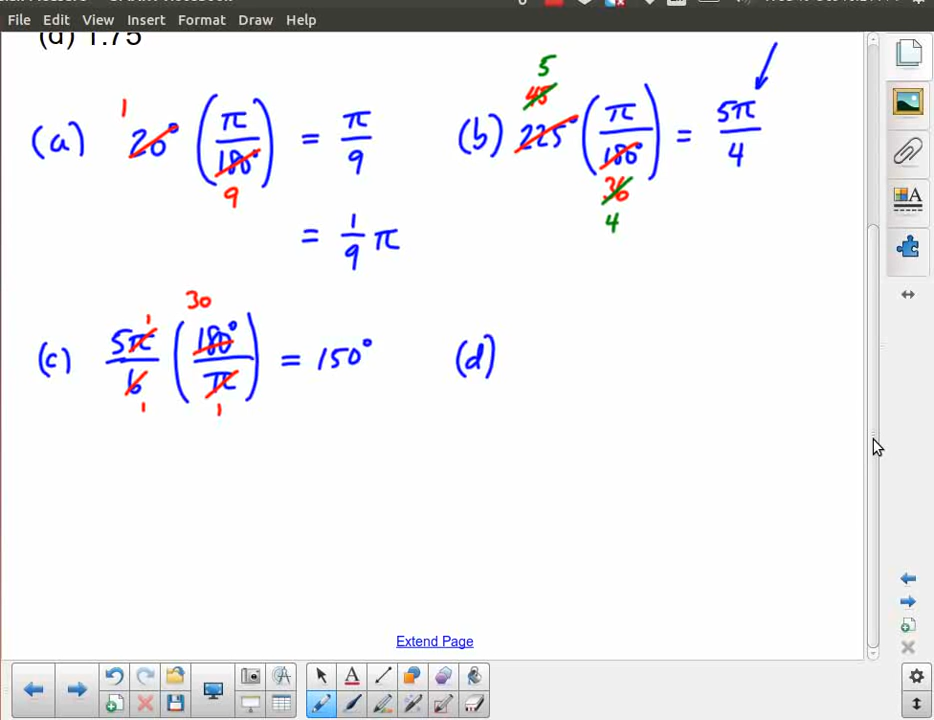 File Edit View Insert Format Draw Help
(d) 1.75
(a) 20° (π/180°) = π/9
1
9
= 1/9 π
(b) 225° (π/180°) = 5π/4
5
45
36
4
(c) 5π/6 (180°/π) = 150°
30
1
1
1
(d)
Extend Page
A
A